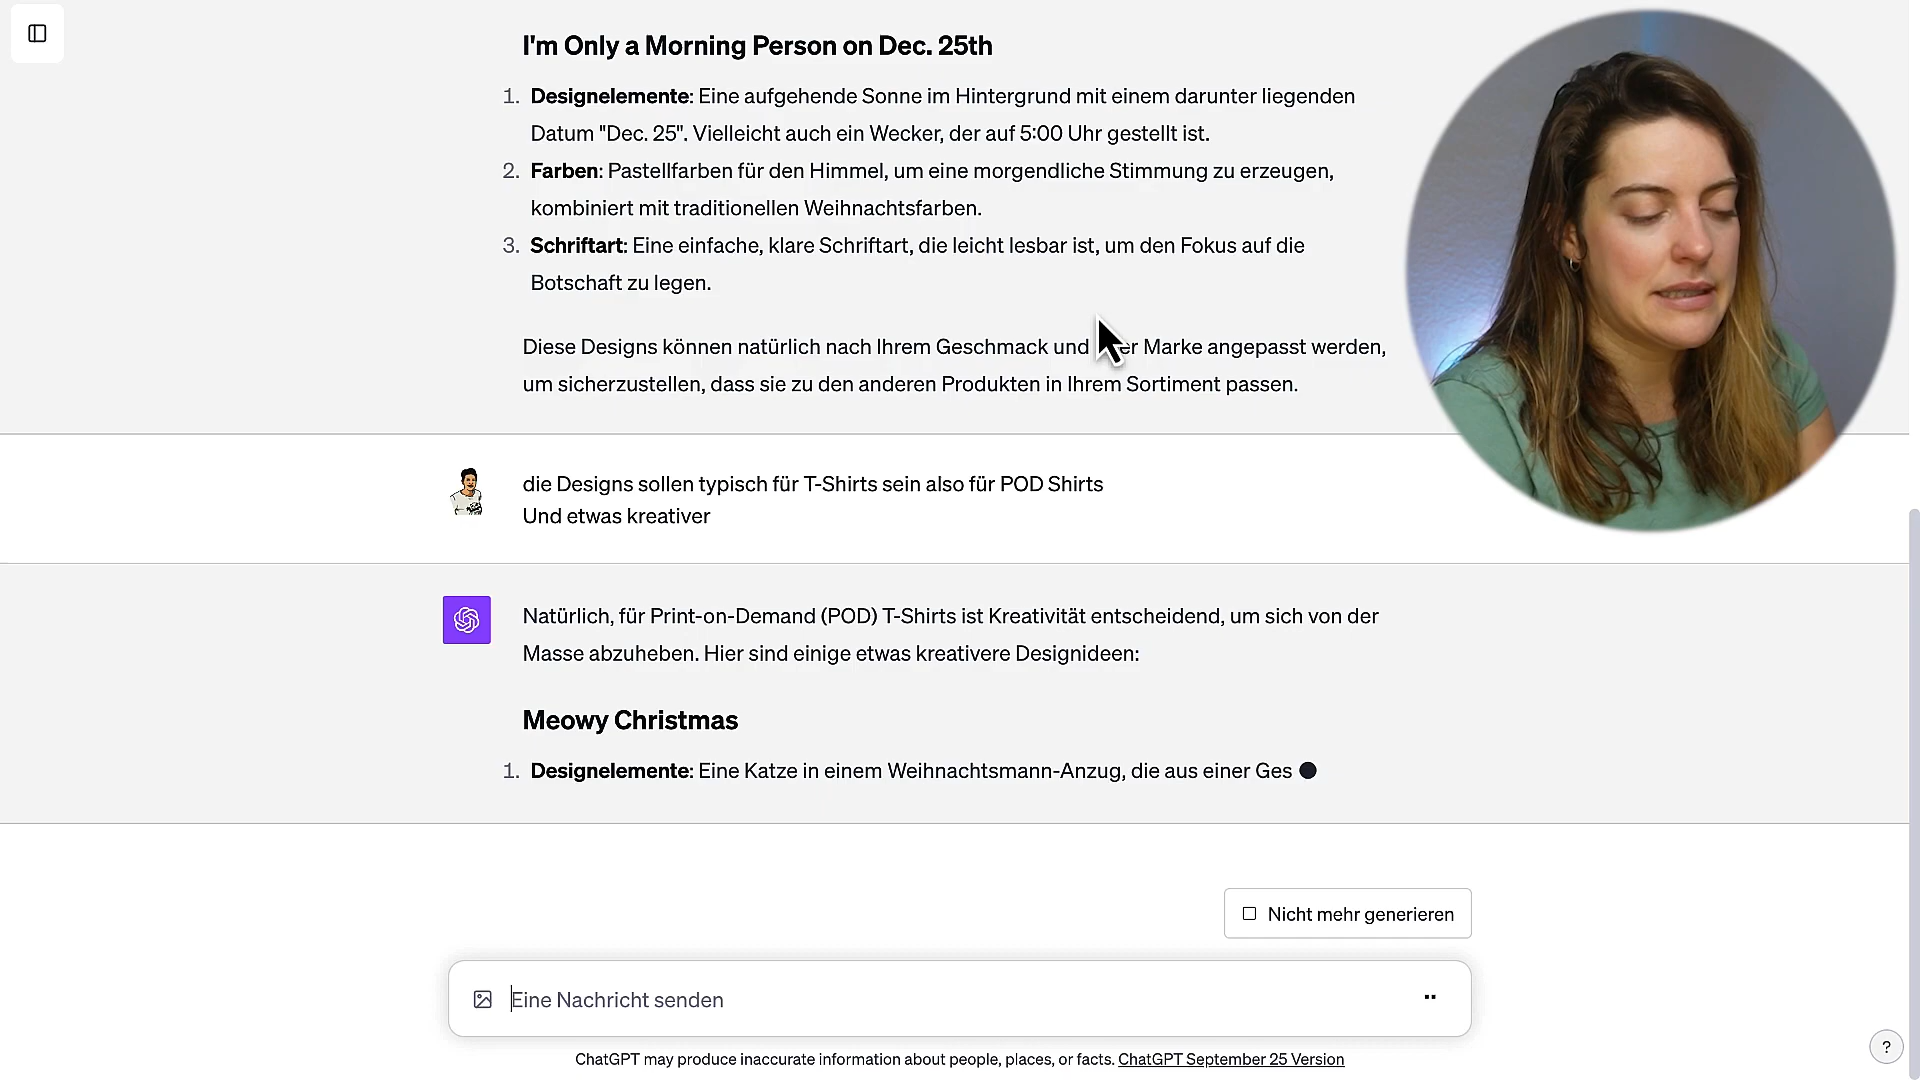 I'm Only a Morning Person on Dec. 25th
1. Designelemente: Eine aufgehende Sonne im Hintergrund mit einem darunter liegenden
Datum "Dec. 25". Vielleicht auch ein Wecker, der auf 5:00 Uhr gestellt ist.
2. Farben: Pastellfarben für den Himmel, um eine morgendliche Stimmung zu erzeugen,
kombiniert mit traditionellen Weihnachtsfarben.
3. Schriftart: Eine einfache, klare Schriftart, die leicht lesbar ist, um den Fokus auf die
Botschaft zu legen.
Diese Designs können natürlich nach Ihrem Geschmack und Marke angepasst werden,
um sicherzustellen, dass sie zu den anderen Produkten in Ihrem Sortiment passen.
die Designs sollen typisch für T-Shirts sein also für POD Shirts
Und etwas kreativer
Natürlich, für Print-on-Demand (POD) T-Shirts ist Kreativität entscheidend, um sich von der
Masse abzuheben. Hier sind einige etwas kreativere Designideen:
Meowy Christmas
1. Designelemente: Eine Katze in einem Weihnachtsmann-Anzug, die aus einer Ges
Nicht mehr generieren
Eine Nachricht senden
ChatGPT may produce inaccurate information about people, places, or facts. ChatGPT September 25 Version
?